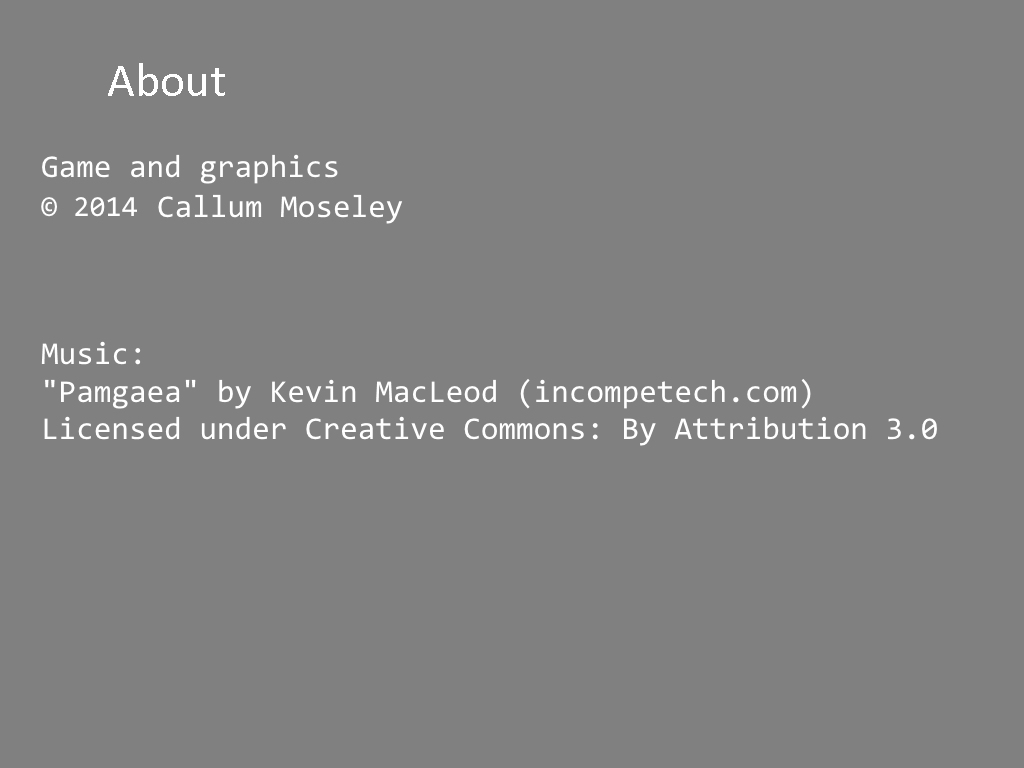 About
Game and graphics
© 2014 Callum Moseley
Music:
"Pamgaea" by Kevin MacLeod (incompetech.com)
Licensed under Creative Commons: By Attribution 3.0